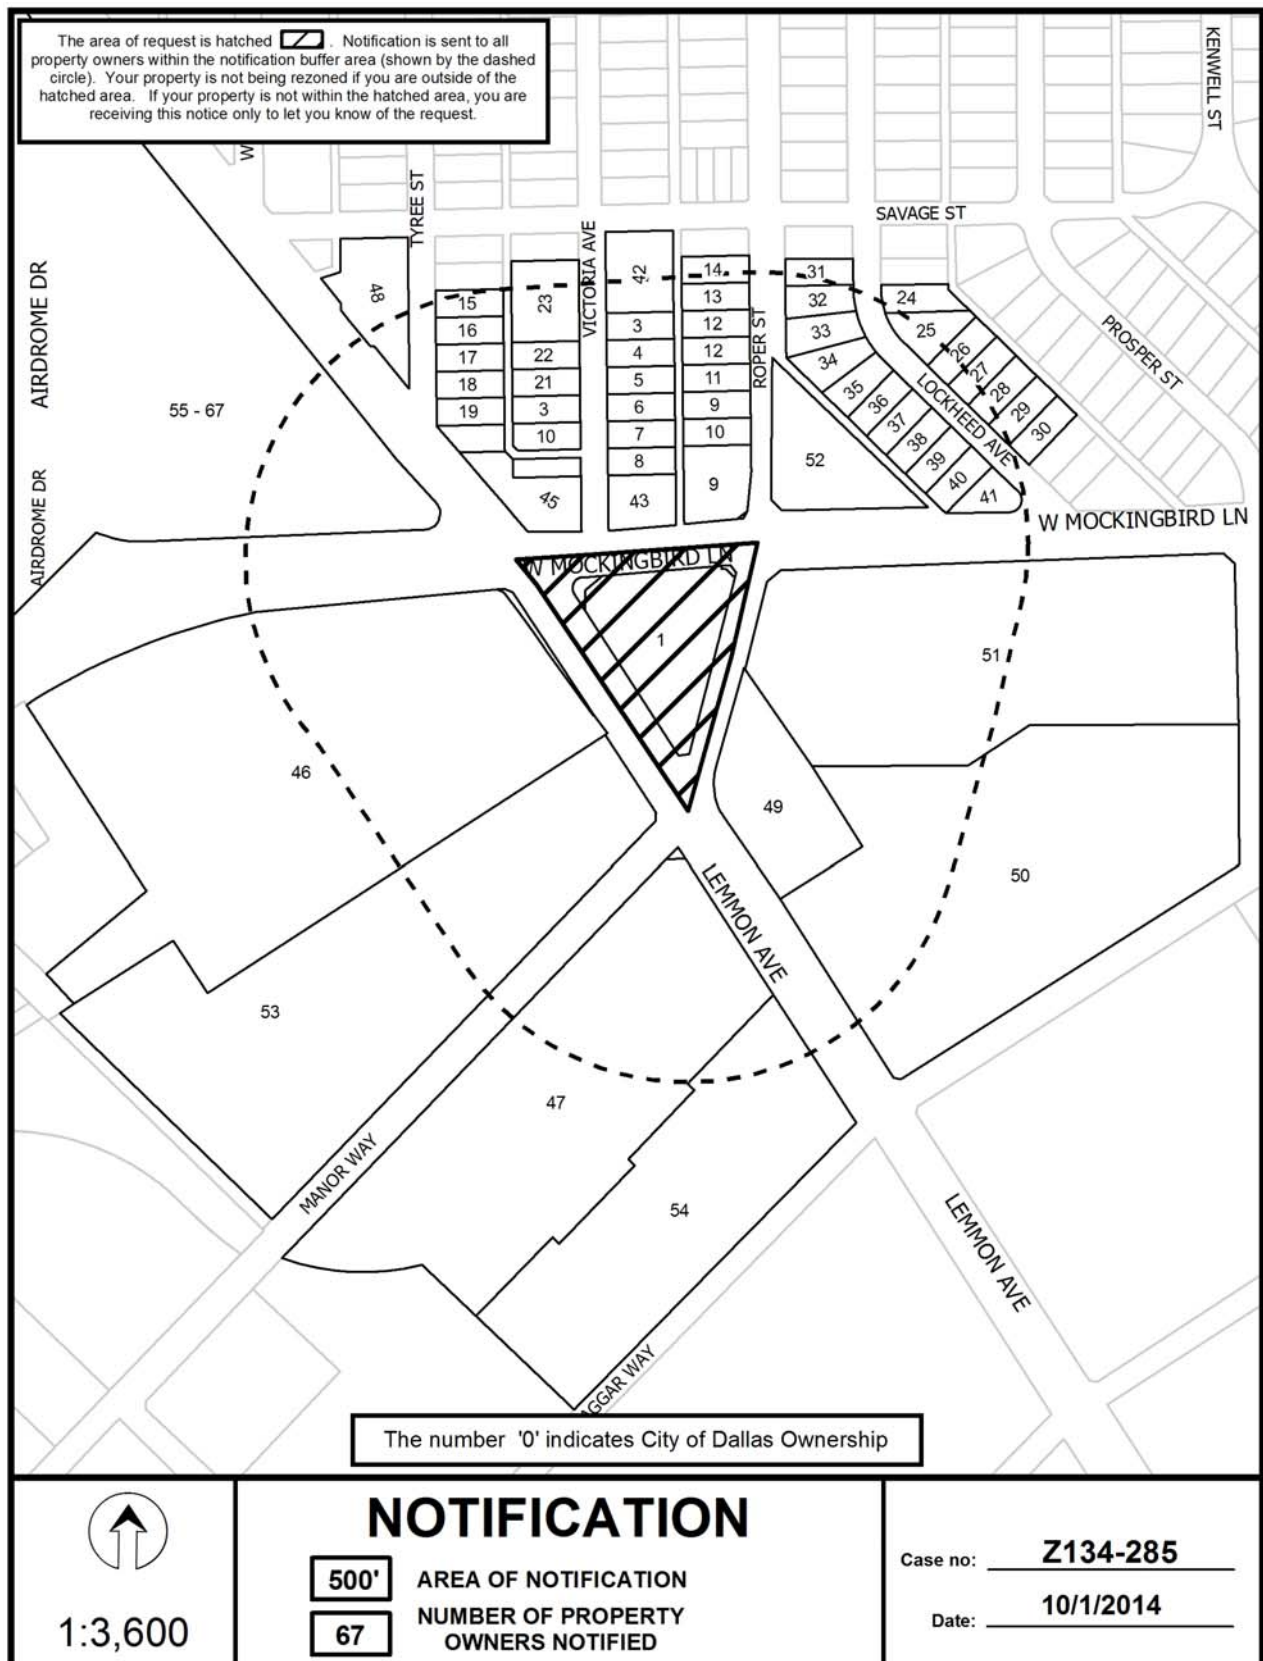 The area of request is hatched . Notification is sent to all
property owners within the notification buffer area (shown by the dashed
circle). Your property is not being rezoned if you are outside of the
hatched area. If your property is not within the hatched area, you are
receiving this notice only to let you know of the request.
W
KENWELL ST
TYREE ST
SAVAGE ST
VICTORIA AVE
AIRDROME DR
48
15
16
17
18
19
23
22
21
3
10
45
42
3
4
5
6
7
8
43
14
13
12
12
11
9
10
9
ROPER ST
31
32
33
34
35
36
37
38
39
40
41
24
25
26
27
28
29
30
LOCKHEED AVE
PROSPER ST
55 - 67
52
AIRDROME DR
W MOCKINGBIRD LN
W MOCKINGBIRD LN
1
51
46
49
50
LEMMON AVE
53
47
MANOR WAY
54
LEMMON AVE
AGGAR WAY
The number '0' indicates City of Dallas Ownership
1:3,600
NOTIFICATION
500' AREA OF NOTIFICATION
67 NUMBER OF PROPERTY
OWNERS NOTIFIED
Case no: Z134-285
Date: 10/1/2014